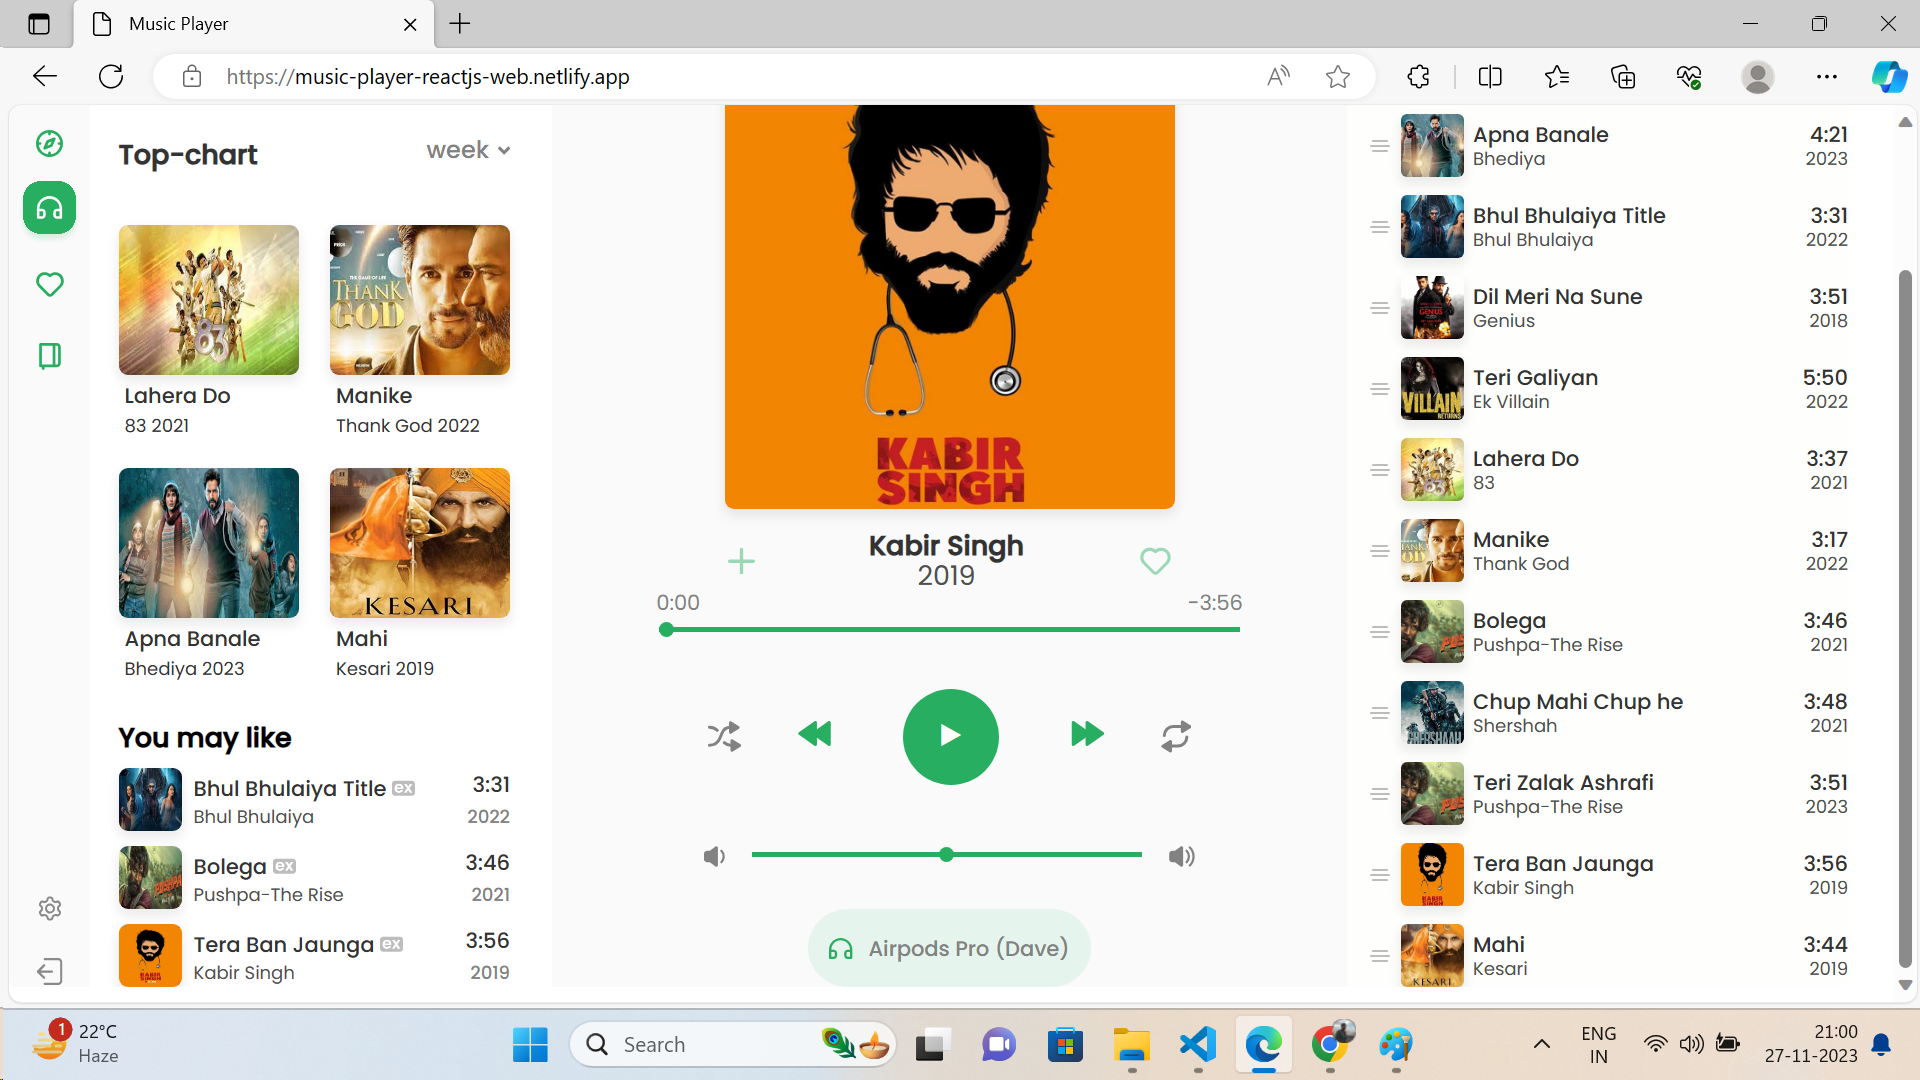 Music Player
https://music-player-reactjs-web.netlify.app
Top-chart
week
THANK
GOD
83
Lahera Do
83 2021
Manike
Thank God 2022
KESARI
Apna Banale
Bhediya 2023
Mahi
Kesari 2019
You may like
Bhul Bhulaiya Title ex 3:31
Bhul Bhulaiya 2022
Bolega ex 3:46
Pushpa-The Rise 2021
Tera Ban Jaunga ex 3:56
Kabir Singh 2019
KABIR
SINGH
Kabir Singh
2019
0:00 -3:56
Airpods Pro (Dave)
Apna Banale 4:21
Bhediya 2023
Bhul Bhulaiya Title 3:31
Bhul Bhulaiya 2022
Dil Meri Na Sune 3:51
Genius 2018
Teri Galiyan 5:50
Ek Villain 2022
Lahera Do 3:37
83 2021
Manike 3:17
Thank God 2022
Bolega 3:46
Pushpa-The Rise 2021
Chup Mahi Chup he 3:48
Shershah 2021
Teri Zalak Ashrafi 3:51
Pushpa-The Rise 2023
Tera Ban Jaunga 3:56
Kabir Singh 2019
Mahi 3:44
Kesari 2019
1
22°C
Haze
Search
ENG
IN
21:00
27-11-2023